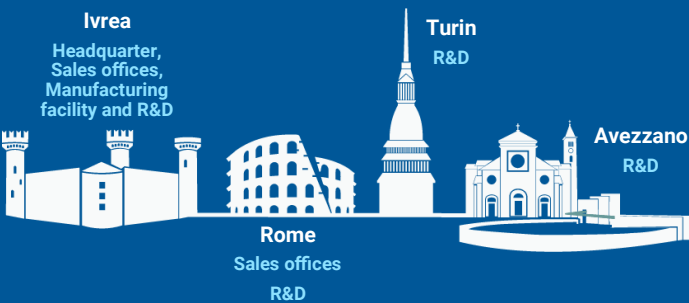 Ivrea
Headquarter,
Sales offices,
Manufacturing
facility and R&D
Turin
R&D
Avezzano
R&D
Rome
Sales offices
R&D